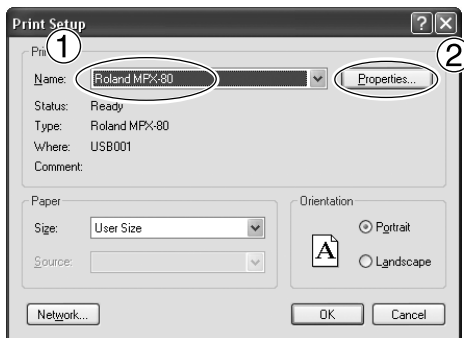 Print Setup
1
2
Name: Roland MPX-80 Properties...
Status: Ready
Type: Roland MPX-80
Where: USB001
Comment:
Paper
Size: User Size
Source:
Orientation
A
Portrait
Landscape
Network... OK Cancel